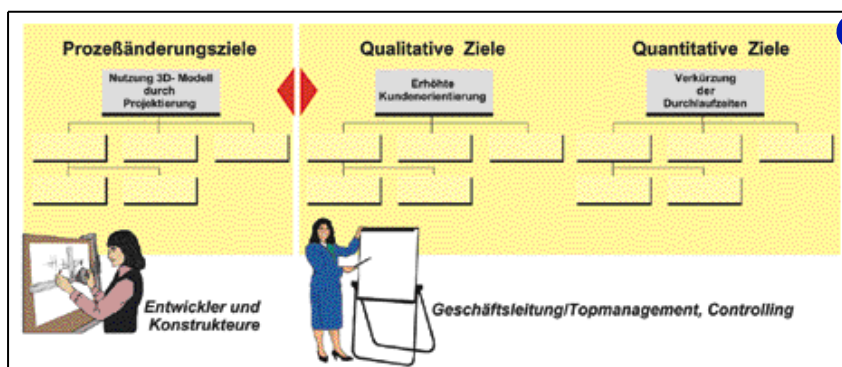 Prozeßänderungsziele
Nutzung 3D- Modell
durch
Projektierung
Qualitative Ziele
Erhöhte
Kundenorientierung
Quantitative Ziele
Verkürzung
der
Durchlaufzeiten
Entwickler und
Konstrukteure
Geschäftsleitung/Topmanagement, Controlling